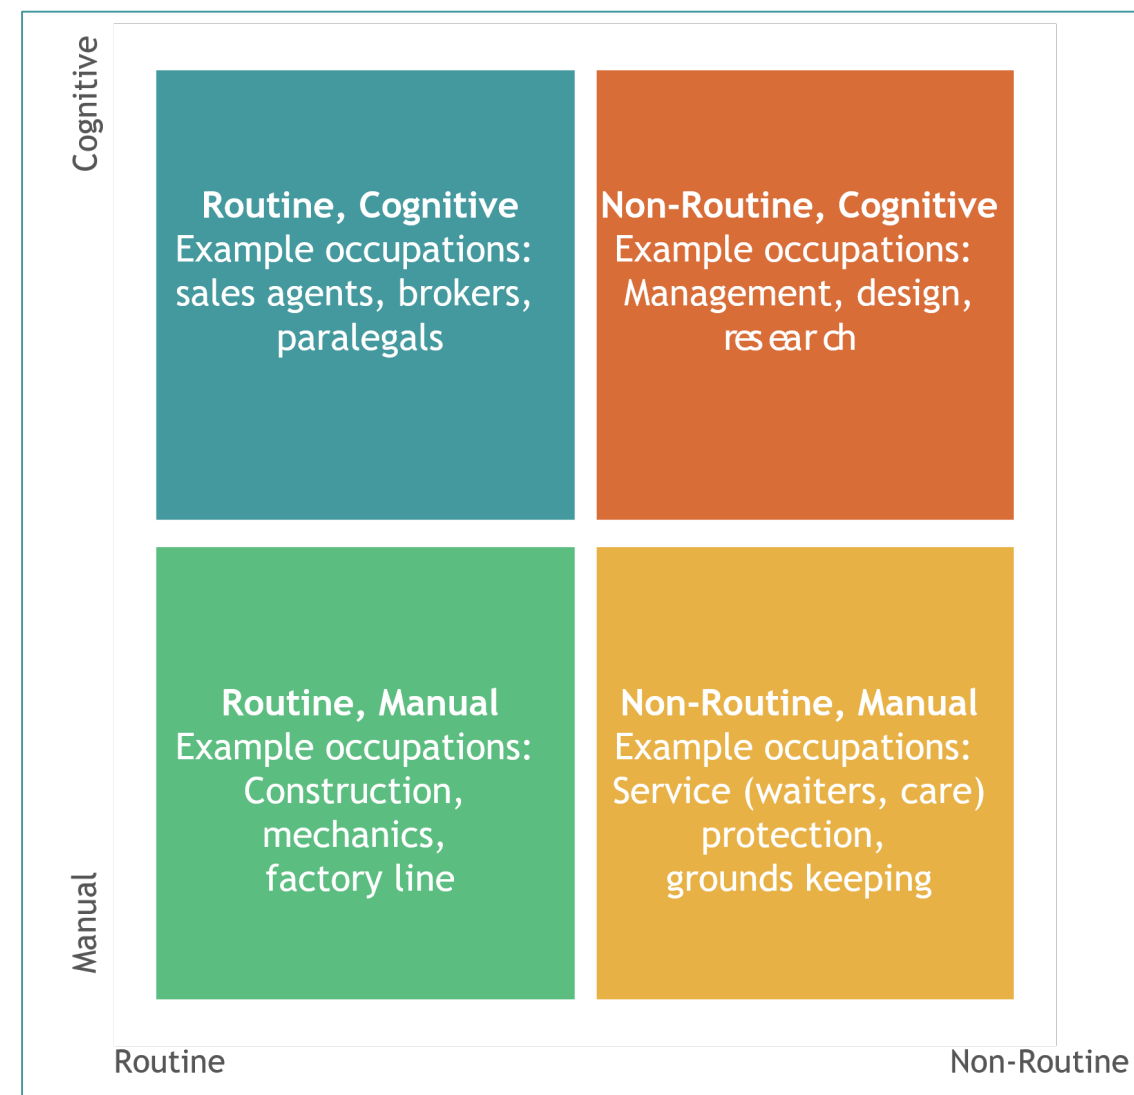 Cognitive
Routine, Cognitive
Example occupations:
sales agents, brokers,
paralegals
Non-Routine, Cognitive
Example occupations:
Management, design,
research
Routine, Manual
Example occupations:
Construction,
mechanics,
factory line
Non-Routine, Manual
Example occupations:
Service (waiters, care)
protection,
grounds keeping
Manual
Routine
Non-Routine